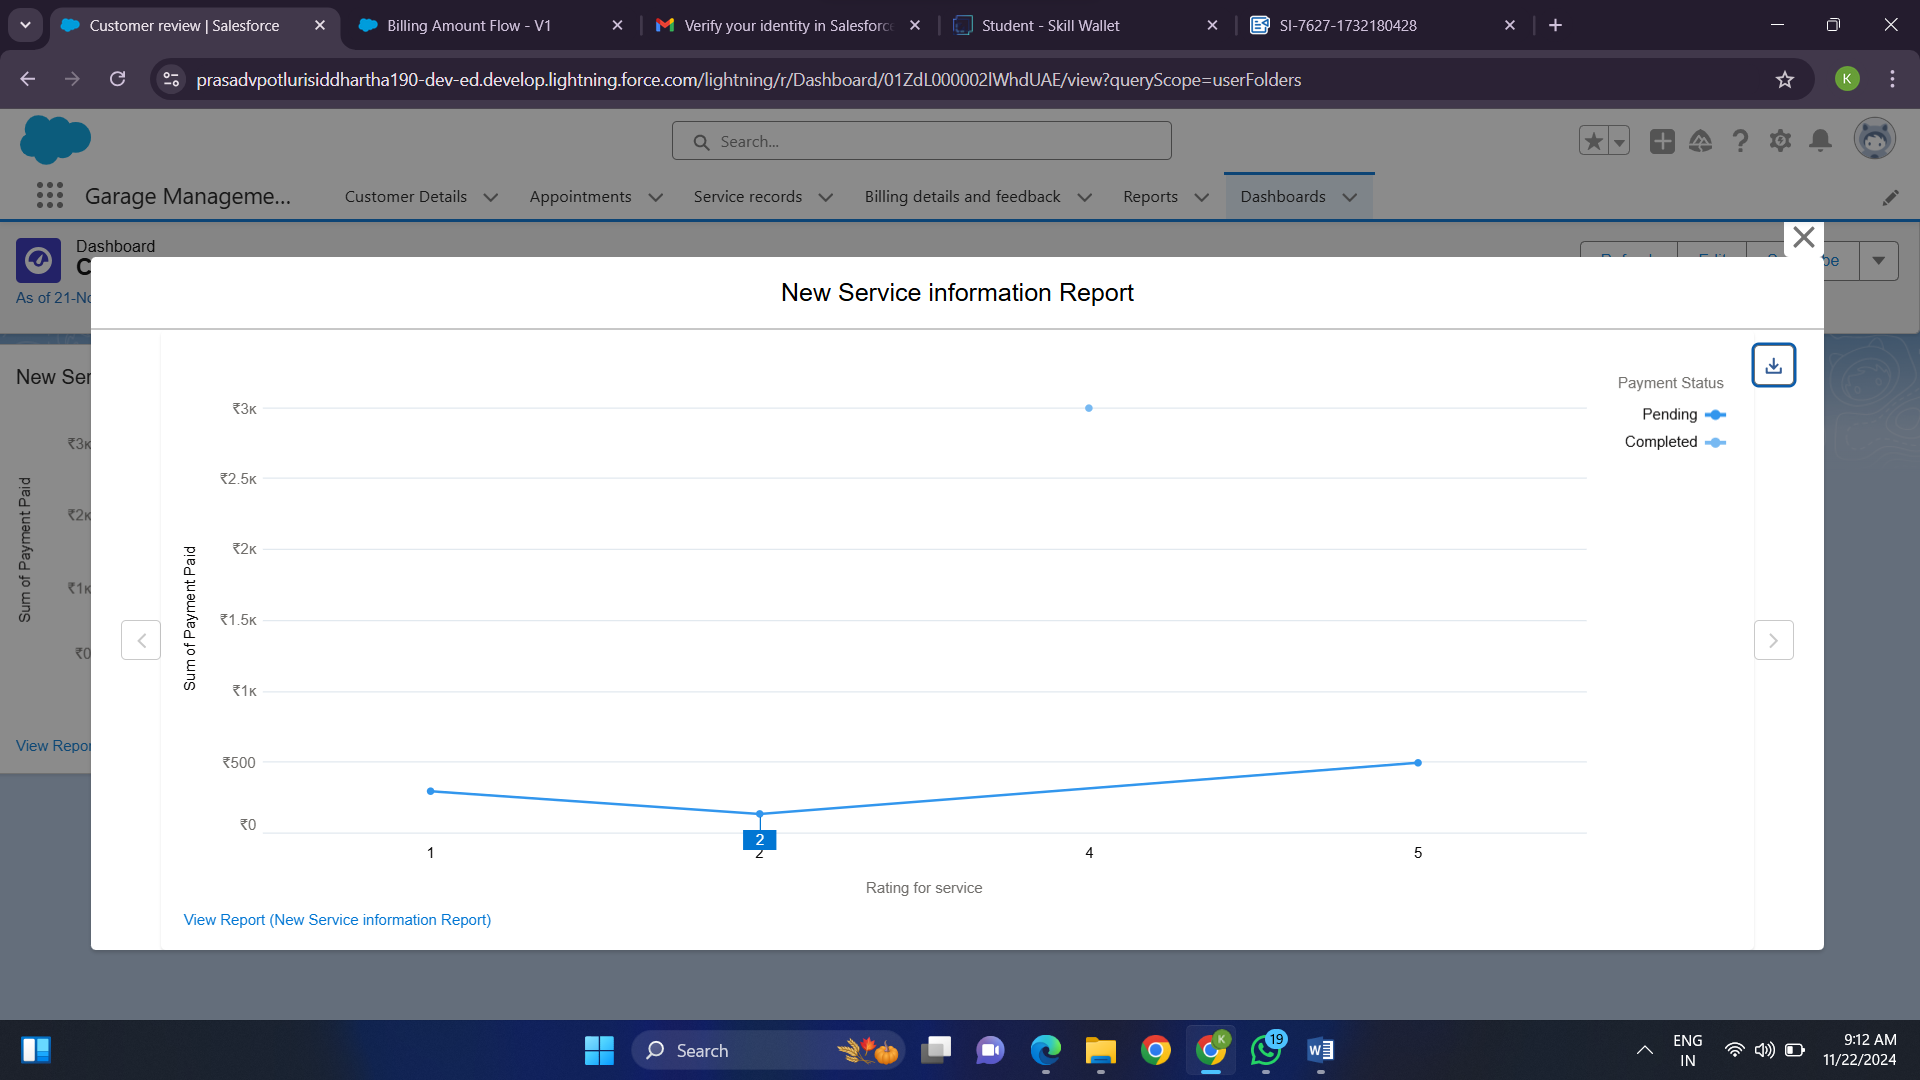 Customer review | Salesforce
Billing Amount Flow - V1
Verify your identity in Salesforce
Student - Skill Wallet
SI-7627-1732180428
prasadvpotlurisiddhartha190-dev-ed.develop.lightning.force.com/lightning/r/Dashboard/01ZdL000002lWhdUAE/view?queryScope=userFolders
K
Search...
Garage Manageme...
Customer Details
Appointments
Service records
Billing details and feedback
Reports
Dashboards
Dashboard
C
As of 21-No
be
New Ser
₹3K
₹2K
₹1K
₹0
Sum of Payment Paid
View Repor
New Service information Report
Payment Status
Pending
Completed
₹3K
₹2.5K
₹2K
₹1.5K
₹1K
₹500
₹0
Sum of Payment Paid
2
1
2
4
5
Rating for service
View Report (New Service information Report)
Search
K
19
W
ENG
IN
9:12 AM
11/22/2024